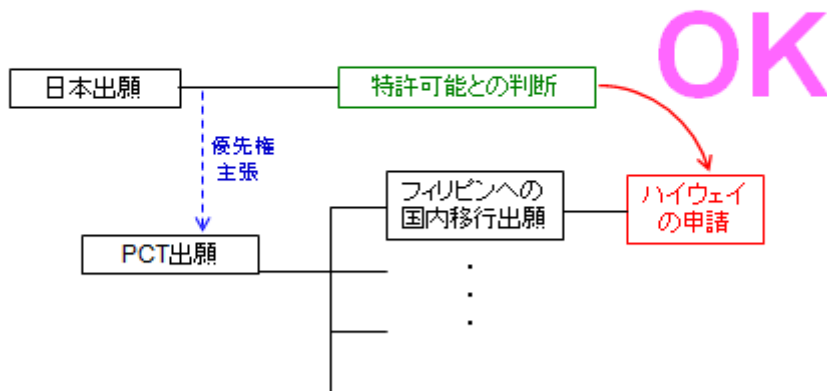 OK
日本出願
特許可能との判断
優先権
主張
フィリピンへの
国内移行出願
ハイウェイ
の申請
PCT出願